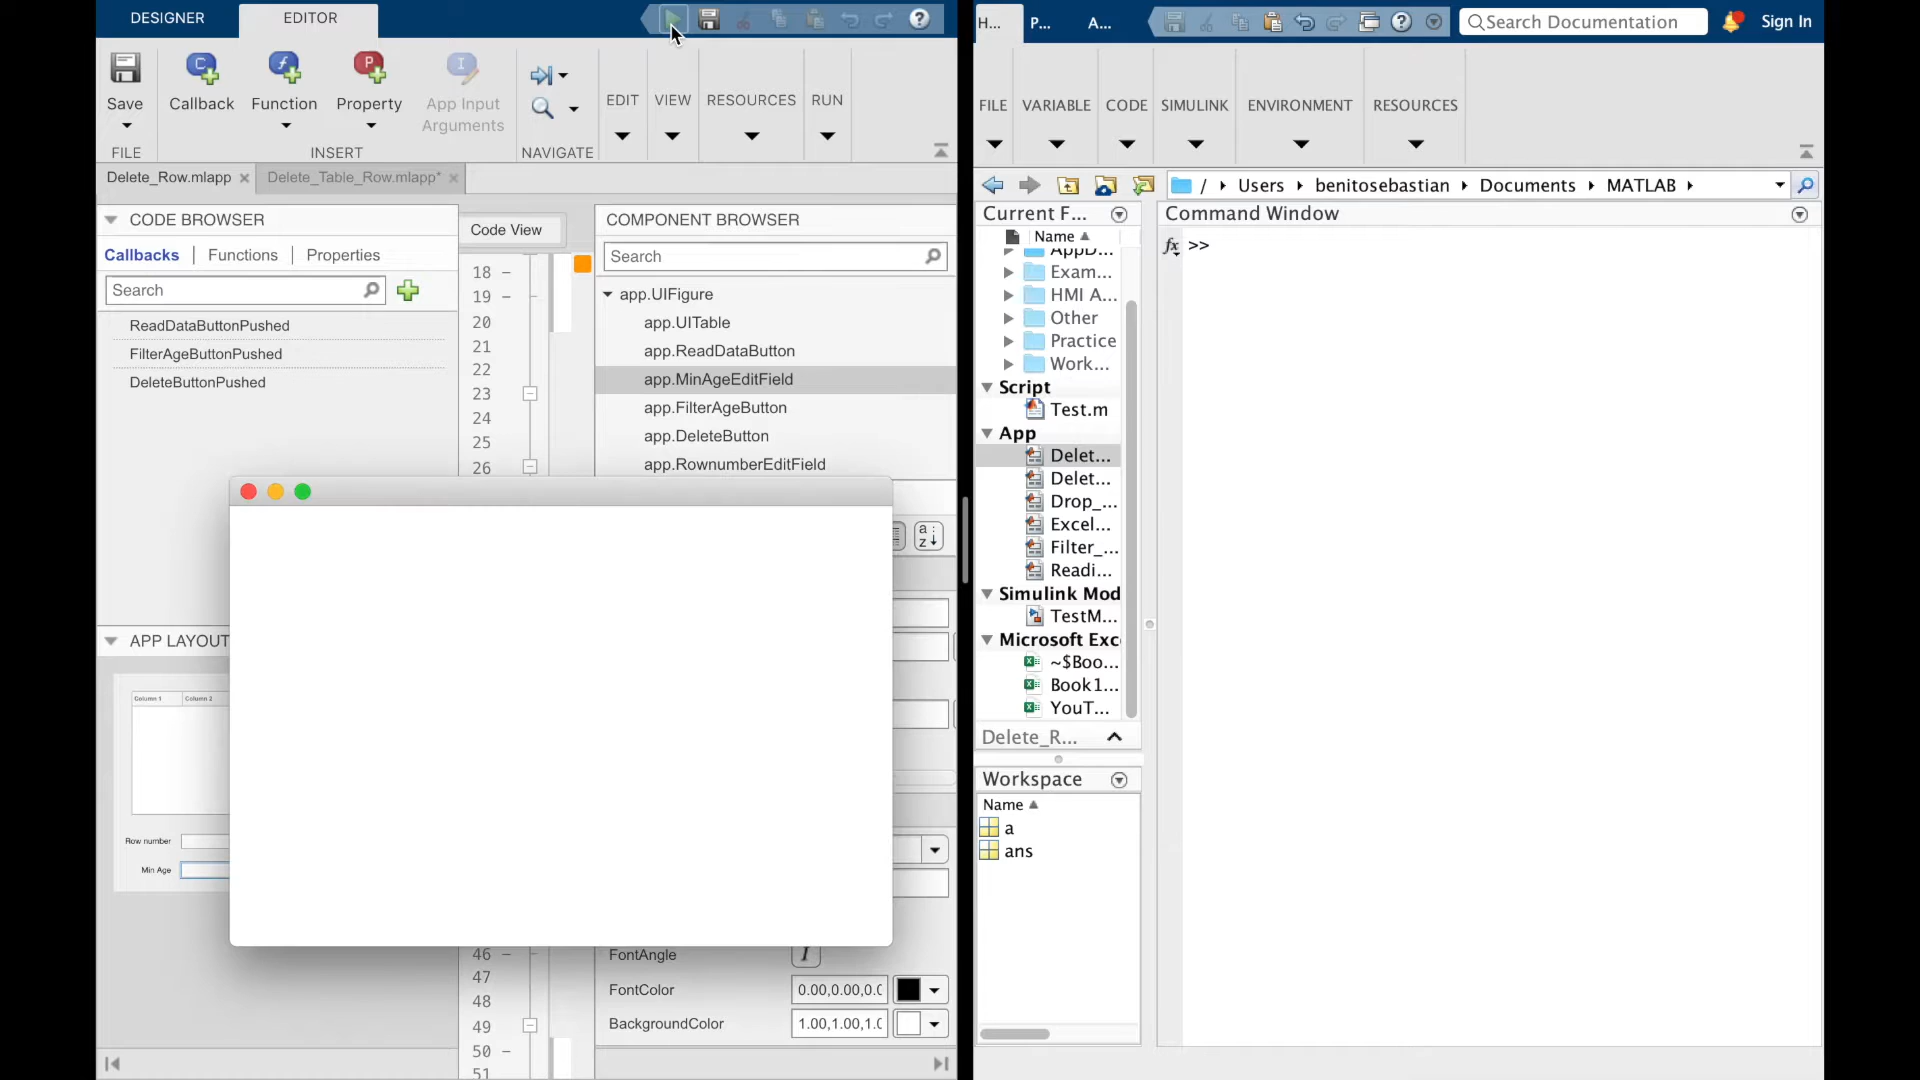 DESIGNER
EDITOR
Save
Callback
Function
Property
App Input
Arguments
EDIT
VIEW
RESOURCES
RUN
FILE
INSERT
NAVIGATE
Delete_Row.mlapp
Delete_Table_Row.mlapp*
CODE BROWSER
Callbacks
Functions
Properties
Search
ReadDataButtonPushed
FilterAgeButtonPushed
DeleteButtonPushed
APP LAYOUT
Column 1
Column 2
Row number
Min Age
Code View
18
19
20
21
22
23
24
25
26
46
47
48
49
50
51
COMPONENT BROWSER
Search
app.UIFigure
app.UITable
app.ReadDataButton
app.MinAgeEditField
app.FilterAgeButton
app.DeleteButton
app.RownumberEditField
a
z
FontAngle
I
FontColor
0.00,0.00,0.0
BackgroundColor
1.00,1.00,1.0
H...
P...
A...
Search Documentation
Sign In
FILE
VARIABLE
CODE
SIMULINK
ENVIRONMENT
RESOURCES
/ Users benitosebastian Documents MATLAB
Current F...
Name
AppD...
Exam...
HMI A...
Other
Practice
Work...
Script
Test.m
App
Delet...
Delet...
Drop_...
Excel...
Filter_...
Readi...
Simulink Mod
TestM...
Microsoft Exc
~$Boo...
Book1...
YouT...
Delete_R...
Workspace
Name
a
ans
Command Window
fx >>